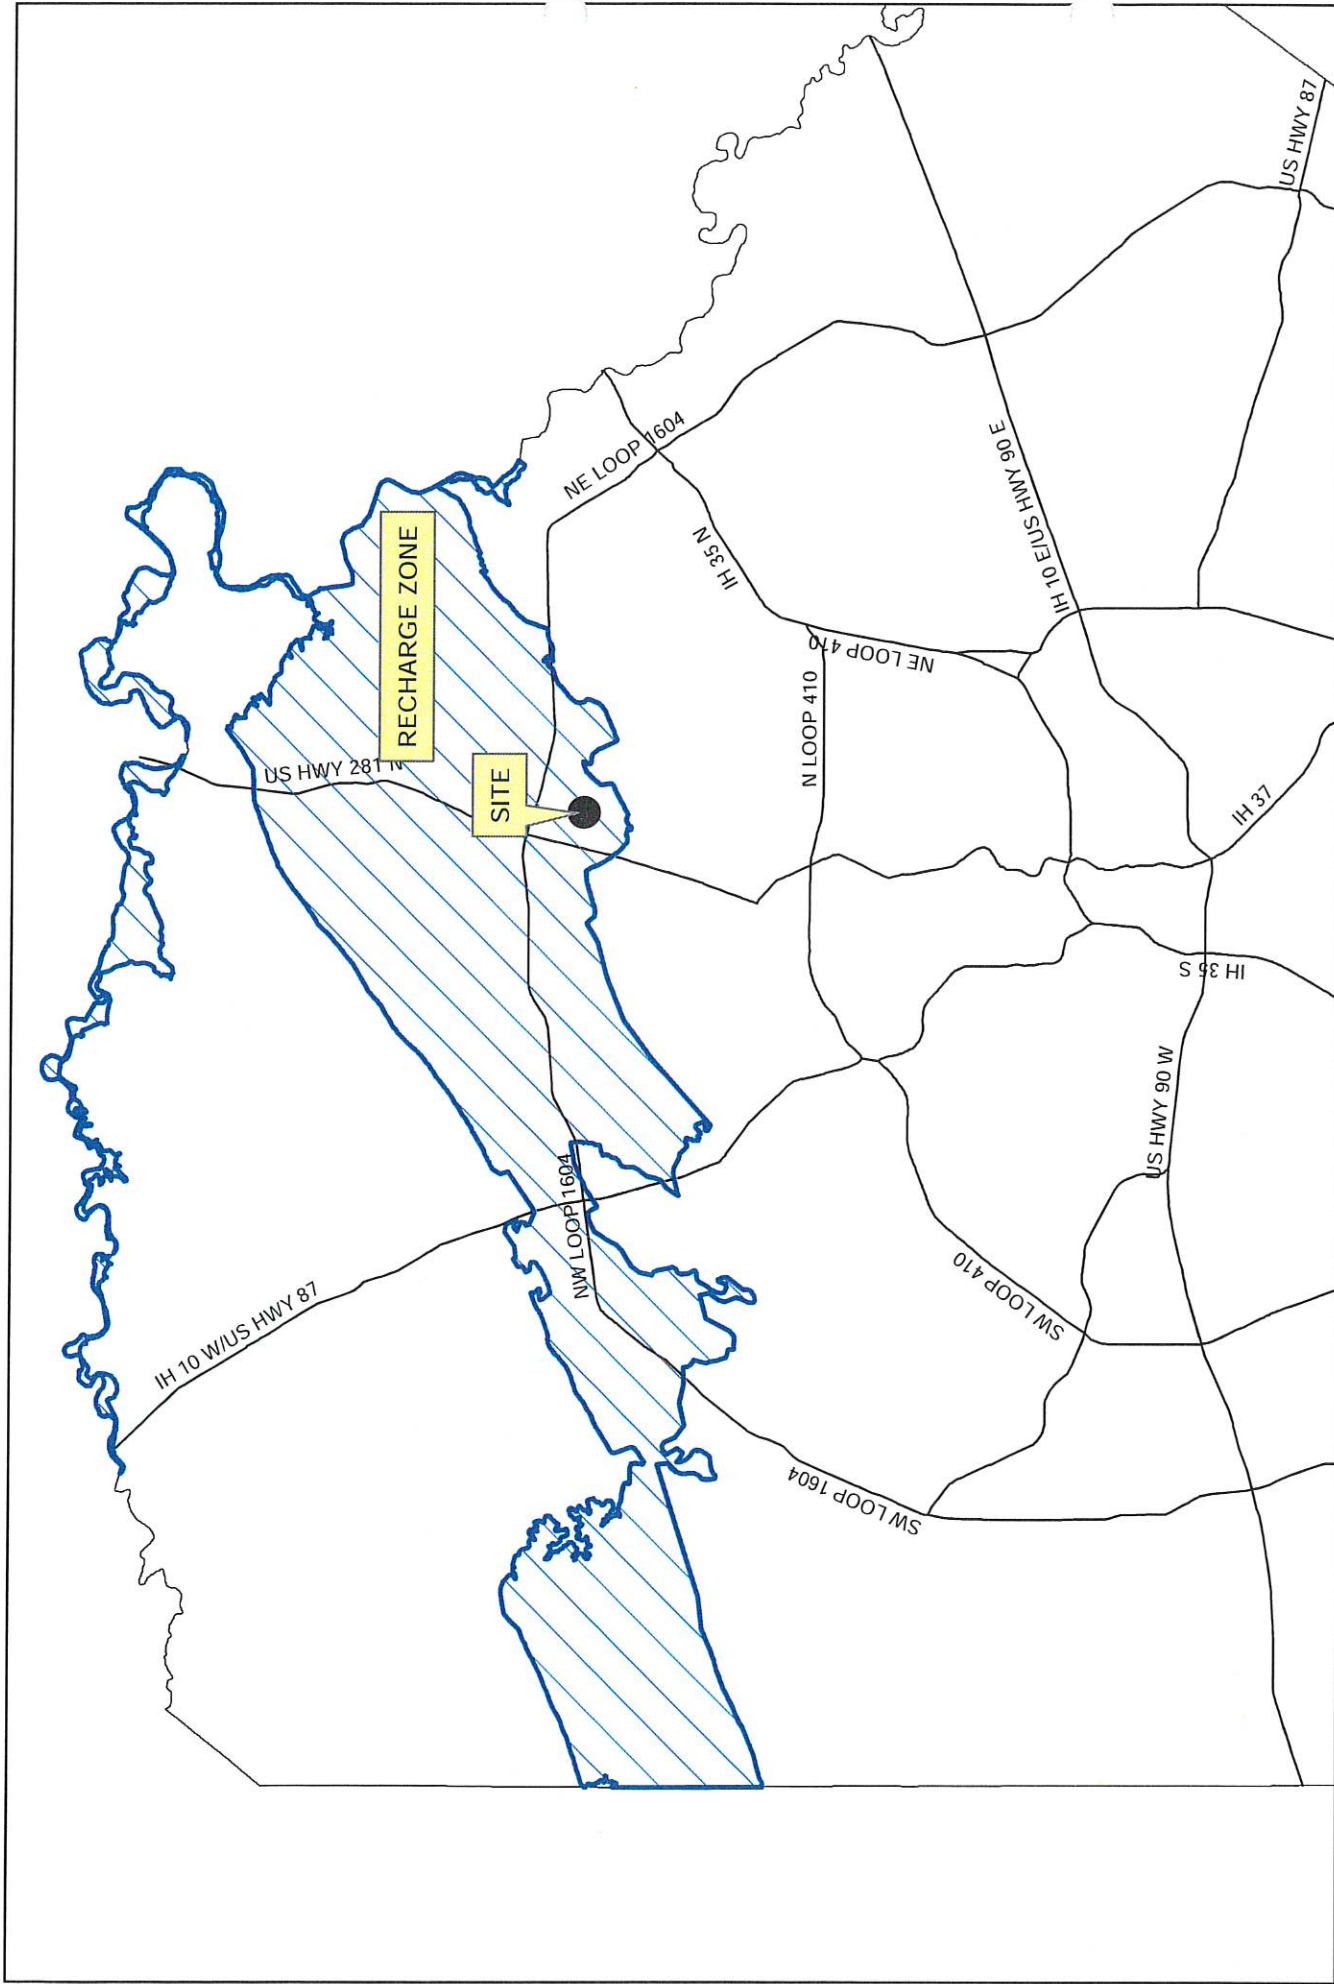 US HWY 281 N
RECHARGE ZONE
SITE
IH 10 W/US HWY 87
NW LOOP 1604
NE LOOP 1604
IH 35 N
N LOOP 410
NE LOOP 410
IH 10 E/US HWY 90 E
US HWY 87
IH 37
IH 35 S
US HWY 90 W
SW LOOP 410
SW LOOP 1604